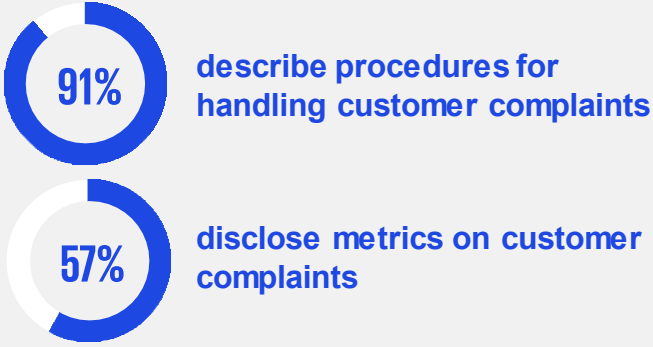 91%
describe procedures for
handling customer complaints
57%
disclose metrics on customer
complaints